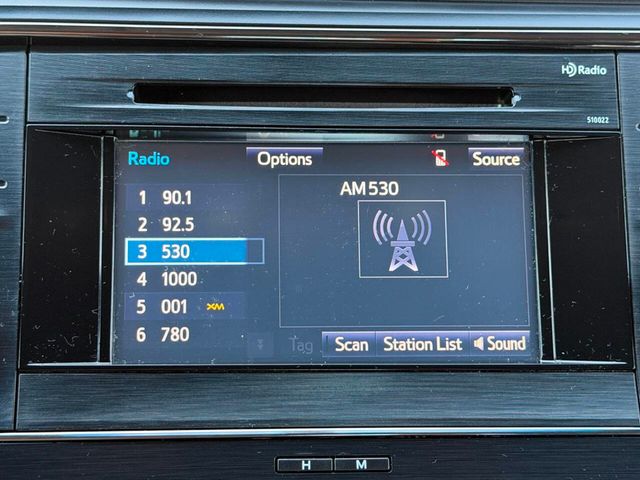 HD Radio
510022
Radio Options Source
AM 530
1 90.1
2 92.5
3 530
4 1000
5 001 XM
6 780
Tag Scan Station List Sound
H M